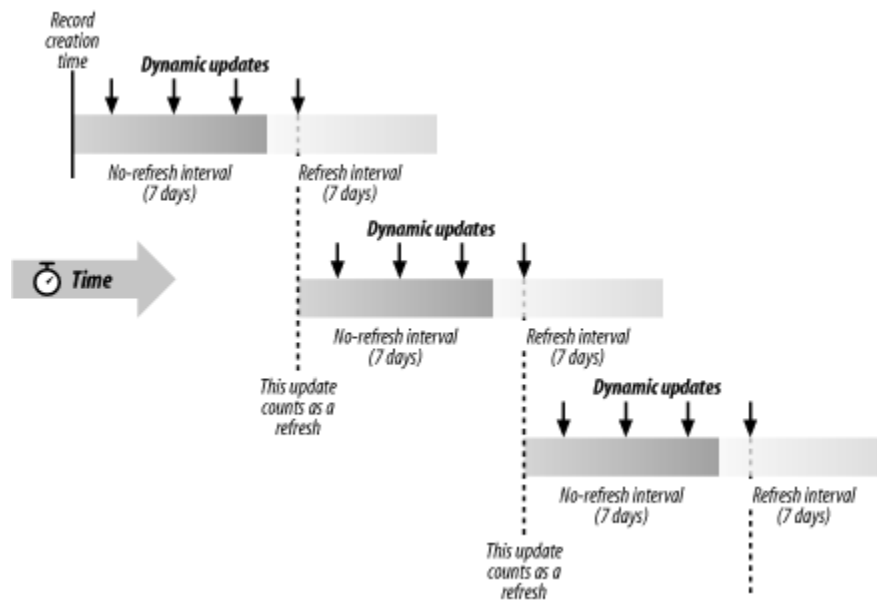 Record
creation
time
Dynamic updates
No-refresh interval
(7 days)
Refresh interval
(7 days)
Dynamic updates
Time
No-refresh interval
(7 days)
Refresh interval
(7 days)
This update
counts as a
refresh
Dynamic updates
No-refresh interval
(7 days)
Refresh interval
(7 days)
This update
counts as a
refresh